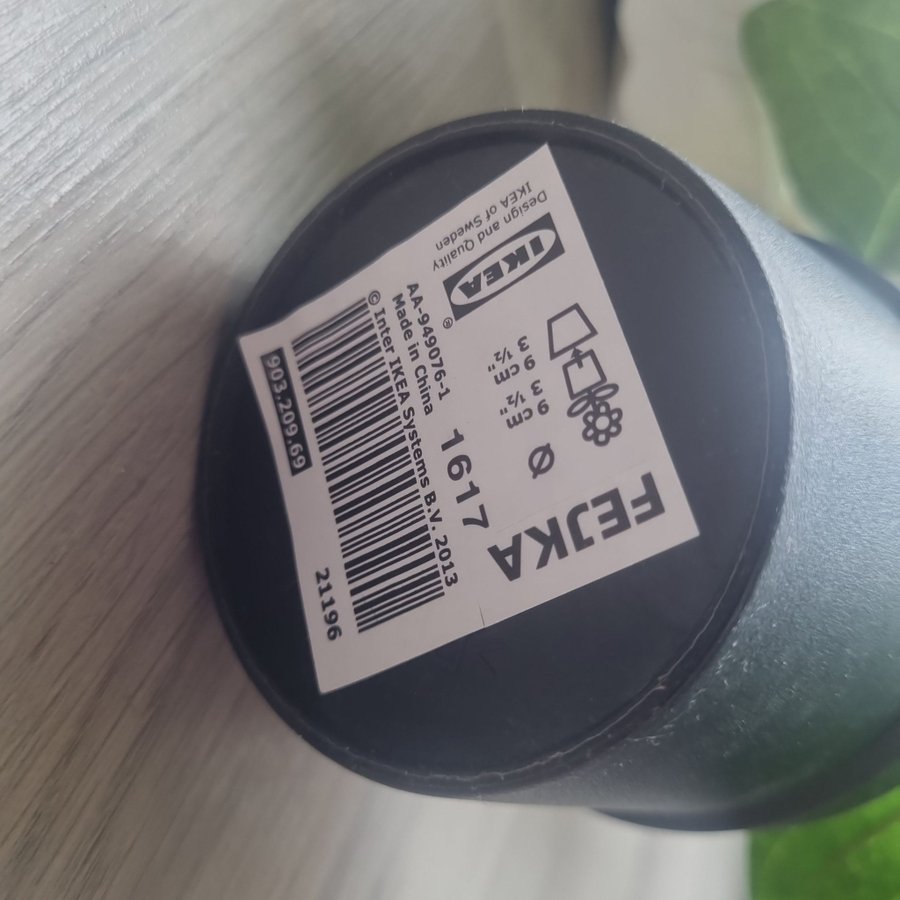 FEJKA
Ø
9 cm
3 ½"
9 cm
3 ½"
IKEA
®
Design and Quality
IKEA of Sweden
1617
AA-949076-1
Made in China
© Inter IKEA Systems B.V. 2013
21196
903.209.69